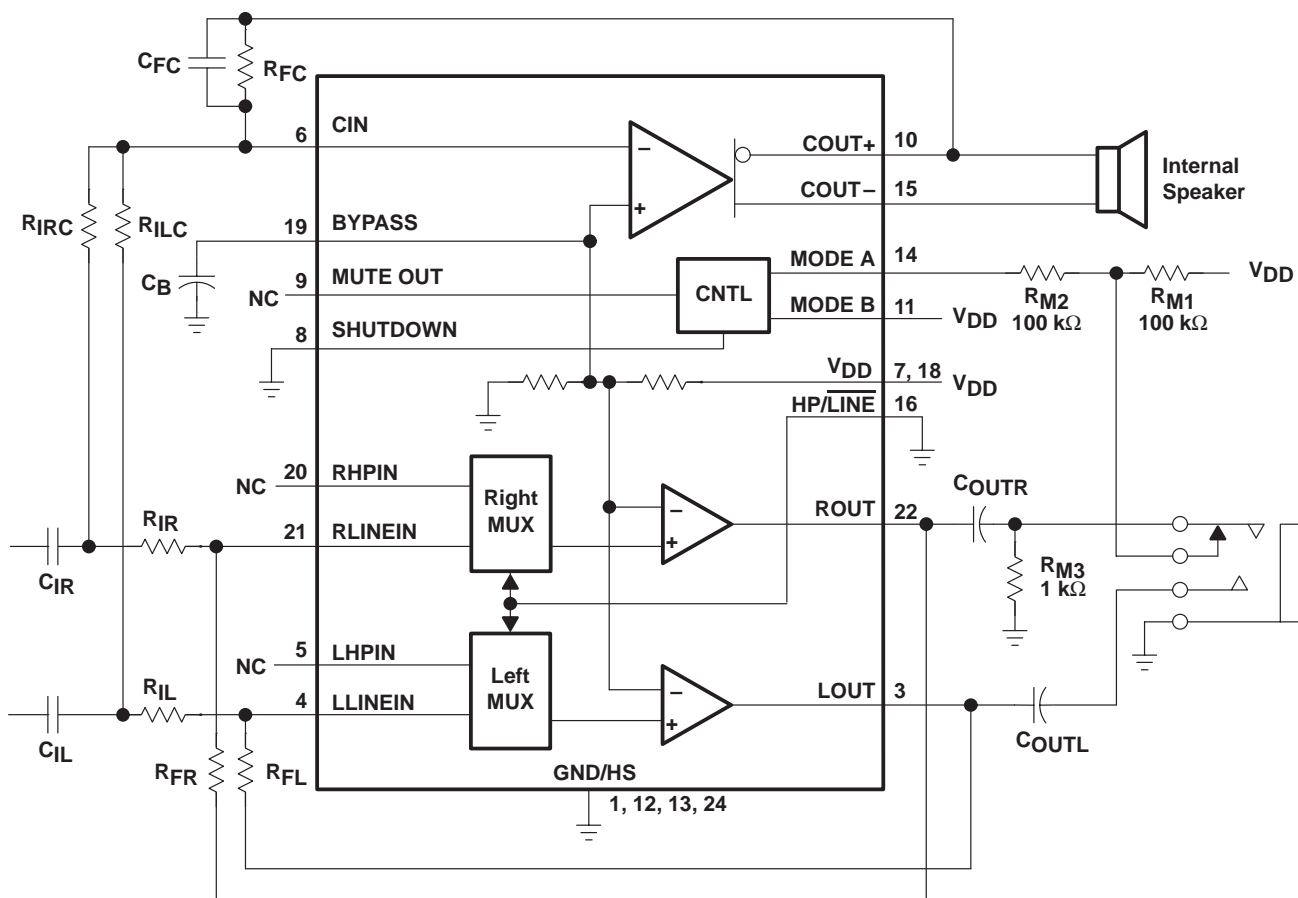 CFC
RFC
6
CIN
COUT+
10
Internal
Speaker
−
COUT−
15
+
RIRC
RILC
19
BYPASS
CB
NC
9
MUTE OUT
CNTL
MODE A
14
RM2
100 kΩ
RM1
100 kΩ
VDD
MODE B
11
VDD
8
SHUTDOWN
VDD
7, 18
VDD
HP/LINE
16
NC
20
RHPIN
Right
MUX
−
+
ROUT
22
COUTR
RIR
21
RLINEIN
CIR
RM3
1 kΩ
NC
5
LHPIN
Left
MUX
−
+
LOUT
3
COUTL
RIL
4
LLINEIN
CIL
RFR
RFL
GND/HS
1, 12, 13, 24